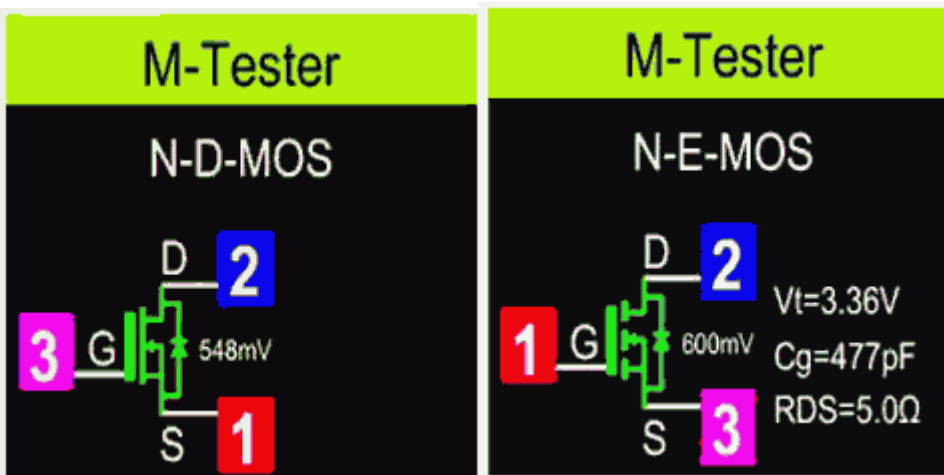 M-Tester
N-D-MOS
D
2
3
G
548mV
S
1
M-Tester
N-E-MOS
D
2
Vt=3.36V
1
G
600mV
Cg=477pF
RDS=5.0Ω
S
3